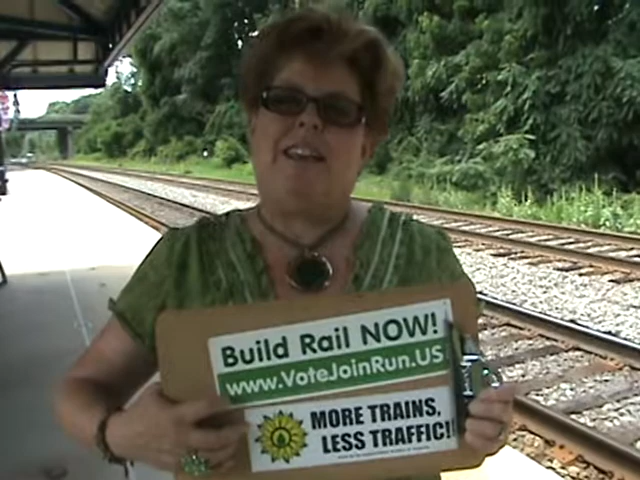 Build Rail NOW!
www.VoteJoinRun.US
MORE TRAINS,
LESS TRAFFIC!!